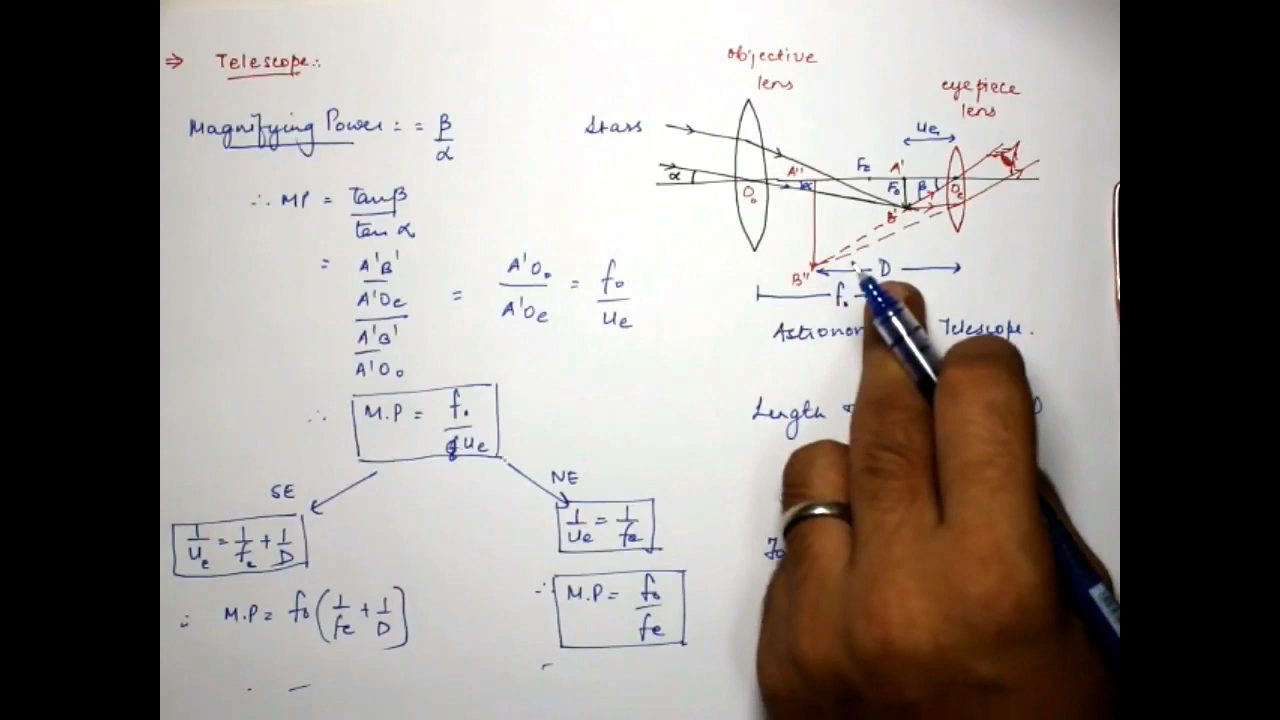 ⇒ Telescope:
Magnifying Power: = β/α
∴ MP = tanβ/tanα
= (A'B'/A'Oe)/(A'B'/A'Oo) = A'Oo/A'Oe = fo/ue
∴ M.P = fo/ue
SE
NE
1/ue = 1/fe + 1/D
1/ue = 1/fe
∴ M.P = fo(1/fe + 1/D)
∴ M.P = fo/fe
objective lens
eyepiece lens
Stars
ue
α
Oo
A"
α
Fe
A'
Fo
β
Oe
B'
B"
D
fo
Telescope.
Length